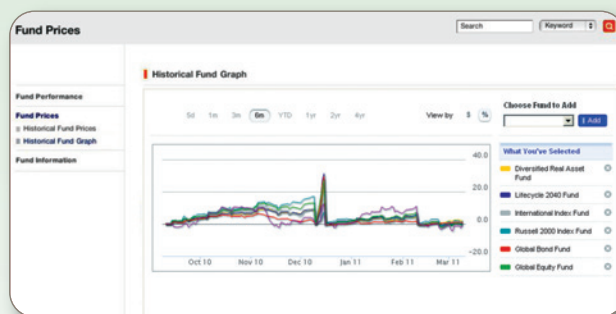 Fund Prices
Search
Keyword
Historical Fund Graph
Fund Performance
Fund Prices
Historical Fund Prices
Historical Fund Graph
Fund Information
5d 1m 3m 6m YTD 1yr 2yr 4yr
View by $ %
Choose Fund to Add
Add
What You've Selected
Diversified Real Asset
Fund
Lifecycle 2040 Fund
International Index Fund
Russell 2000 Index Fund
Global Bond Fund
Global Equity Fund
40.0
20.0
0.0
-20.0
Oct 10 Nov 10 Dec 10 Jan 11 Feb 11 Mar 11